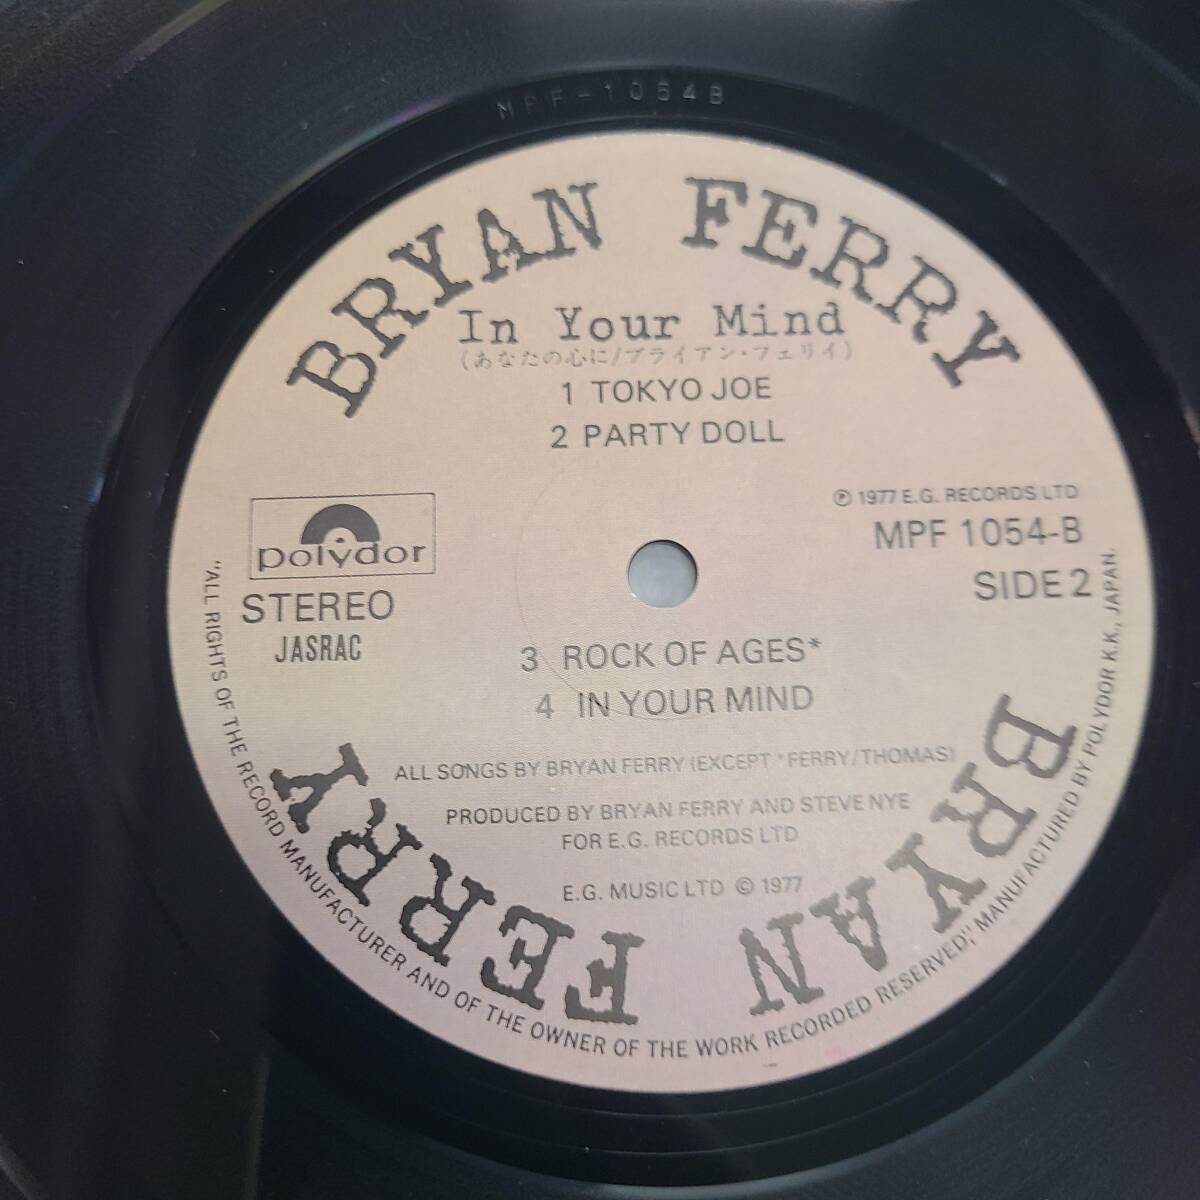 MPF-1054B
BRYAN FERRY
In Your Mind
(あなたの心に/ブライアン・フェリイ)
1 TOKYO JOE
2 PARTY DOLL
℗ 1977 E.G. RECORDS LTD
MPF 1054-B
SIDE 2
polydor
STEREO
JASRAC
3 ROCK OF AGES*
4 IN YOUR MIND
ALL SONGS BY BRYAN FERRY (EXCEPT *FERRY/THOMAS)
PRODUCED BY BRYAN FERRY AND STEVE NYE
FOR E.G. RECORDS LTD
E.G. MUSIC LTD © 1977
BRYAN FERRY
"ALL RIGHTS OF THE RECORD MANUFACTURER AND OF THE OWNER OF THE WORK RECORDED RESERVED," MANUFACTURED BY POLYDOR K.K., JAPAN.